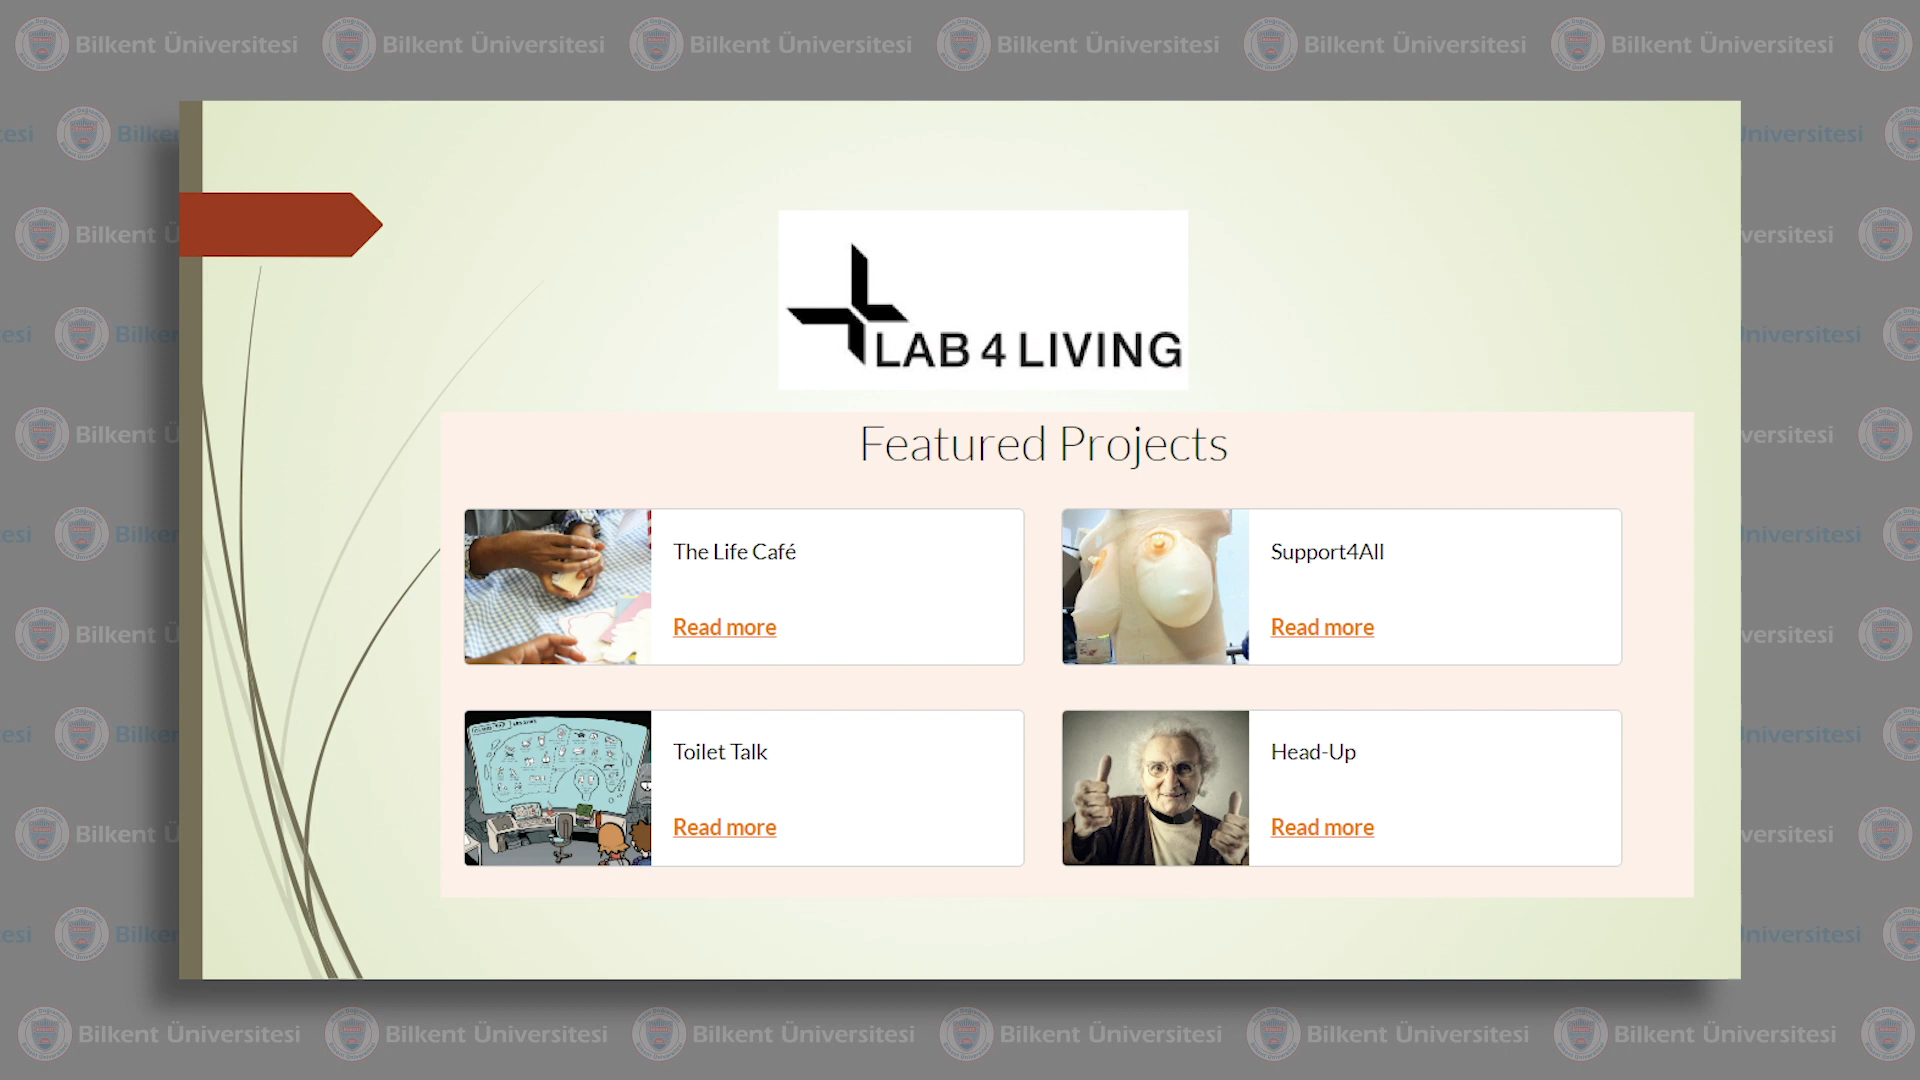 Bilkent Üniversitesi Bilkent Üniversitesi Bilkent Üniversitesi Bilkent Üniversitesi Bilkent Üniversitesi Bilkent Üniversitesi
LAB 4 LIVING
Featured Projects
The Life Café
Read more
Support4All
Read more
Toilet Talk
Read more
Head-Up
Read more
Bilkent Üniversitesi Bilkent Üniversitesi Bilkent Üniversitesi Bilkent Üniversitesi Bilkent Üniversitesi Bilkent Üniversitesi